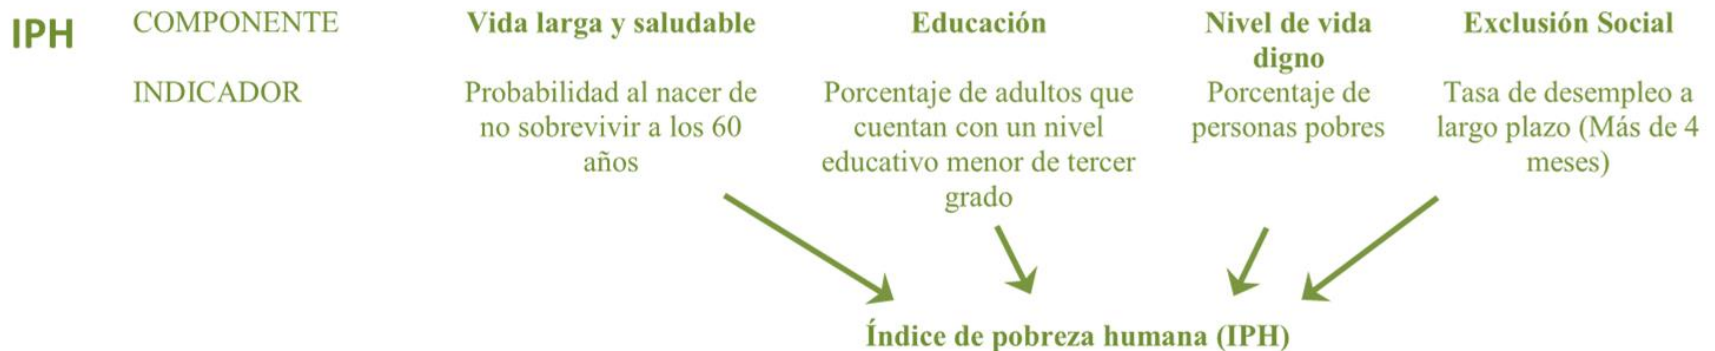 IPH
COMPONENTE
Vida larga y saludable
Educación
Nivel de vida
digno
Exclusión Social
INDICADOR
Probabilidad al nacer de
no sobrevivir a los 60
años
Porcentaje de adultos que
cuentan con un nivel
educativo menor de tercer
grado
Porcentaje de
personas pobres
Tasa de desempleo a
largo plazo (Más de 4
meses)
Índice de pobreza humana (IPH)